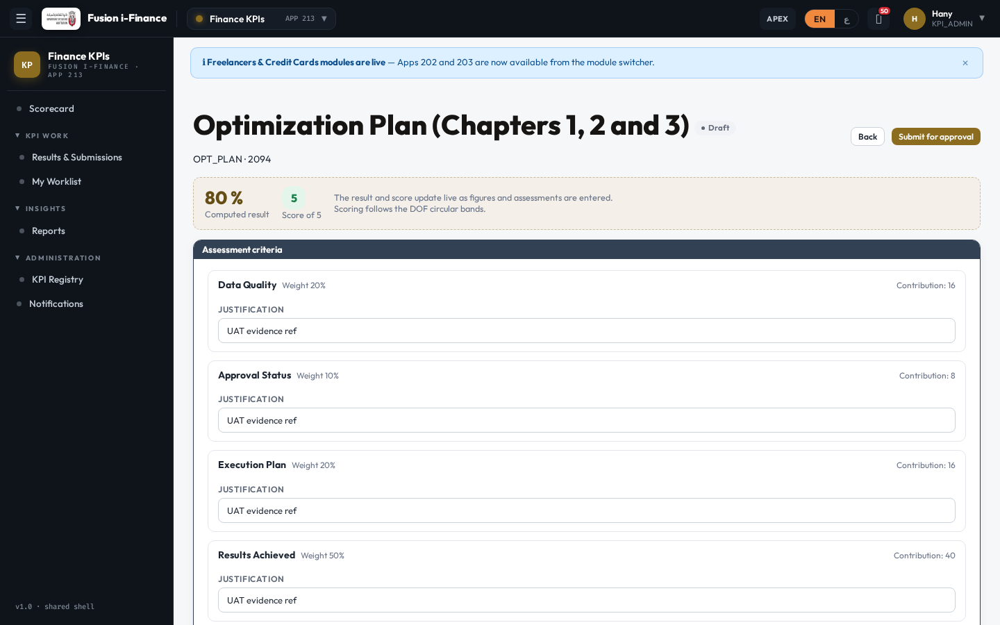 ☰ Fusion i-Finance Finance KPIs APP 213 ▼ APEX EN ع 50 H Hany ▼
KPI_ADMIN
KP Finance KPIs
FUSION I-FINANCE ·
APP 213
Scorecard
▼ KPI WORK
Results & Submissions
My Worklist
▼ INSIGHTS
Reports
▼ ADMINISTRATION
KPI Registry
Notifications
v1.0 · shared shell
ℹ Freelancers & Credit Cards modules are live — Apps 202 and 203 are now available from the module switcher. ×
Optimization Plan (Chapters 1, 2 and 3) • Draft
Back Submit for approval
OPT_PLAN · 2094
80 %
Computed result
5
Score of 5
The result and score update live as figures and assessments are entered.
Scoring follows the DOF circular bands.
Assessment criteria
Data Quality Weight 20% Contribution: 16
JUSTIFICATION
UAT evidence ref
Approval Status Weight 10% Contribution: 8
JUSTIFICATION
UAT evidence ref
Execution Plan Weight 20% Contribution: 16
JUSTIFICATION
UAT evidence ref
Results Achieved Weight 50% Contribution: 40
JUSTIFICATION
UAT evidence ref